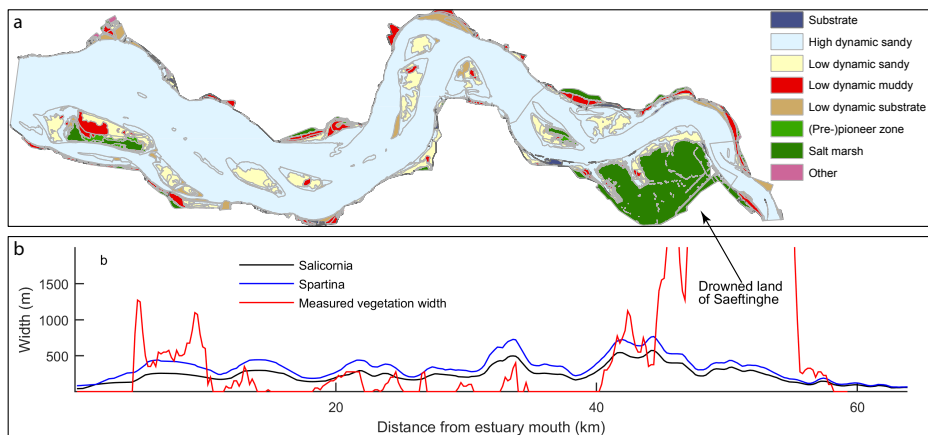 a
Substrate
High dynamic sandy
Low dynamic sandy
Low dynamic muddy
Low dynamic substrate
(Pre-)pioneer zone
Salt marsh
Other
b
b
Salicornia
Spartina
Measured vegetation width
Drowned land
of Saeftinghe
Width (m)
1500
1000
500
20
40
60
Distance from estuary mouth (km)